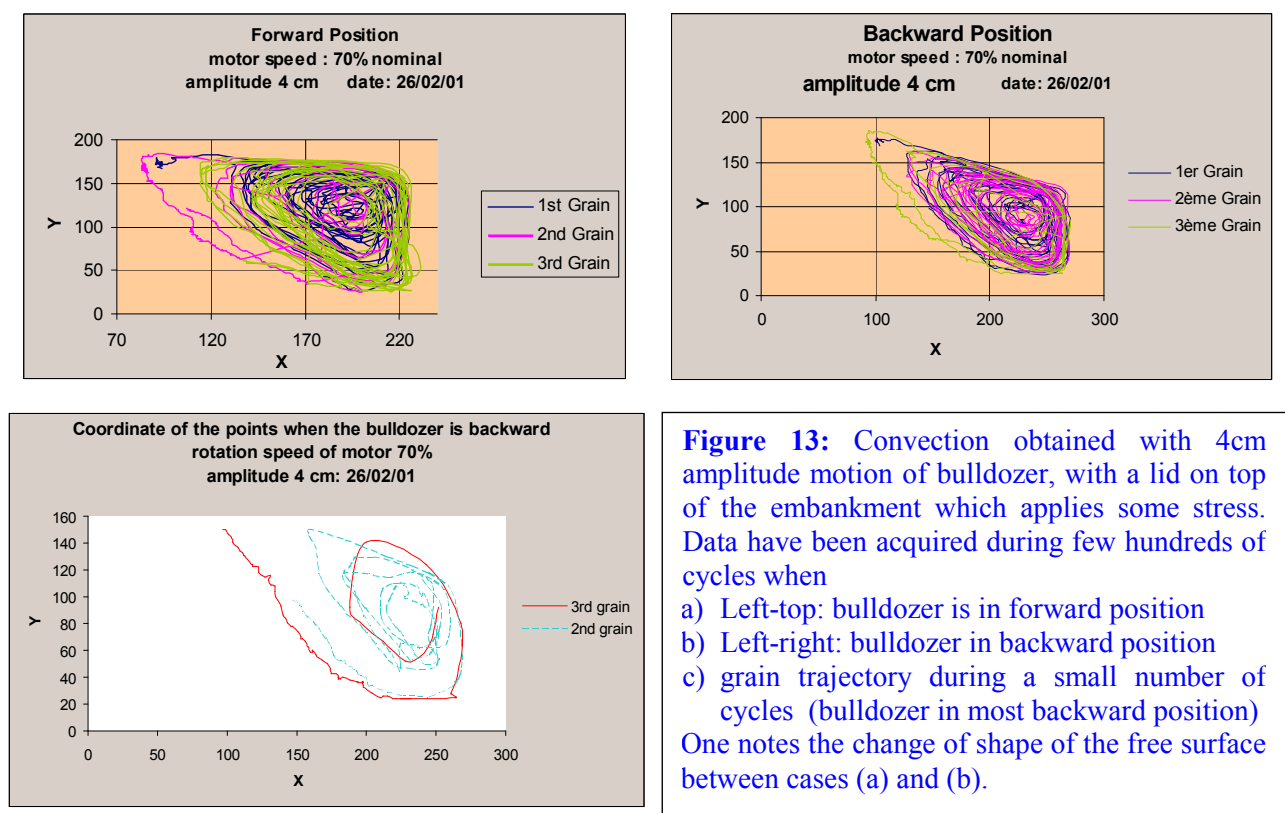 Forward Position
motor speed : 70% nominal
amplitude 4 cm date: 26/02/01
200
150
100
50
0
Y
70 120 170 220
X
1st Grain
2nd Grain
3rd Grain
Backward Position
motor speed : 70% nominal
amplitude 4 cm date: 26/02/01
200
150
100
50
0
Y
0 100 200 300
X
1er Grain
2ème Grain
3ème Grain
Coordinate of the points when the bulldozer is backward
rotation speed of motor 70%
amplitude 4 cm: 26/02/01
160
140
120
100
80
60
40
20
0
Y
0 50 100 150 200 250 300
X
3rd grain
2nd grain
Figure 13: Convection obtained with 4cm
amplitude motion of bulldozer, with a lid on top
of the embankment which applies some stress.
Data have been acquired during few hundreds of
cycles when
a) Left-top: bulldozer is in forward position
b) Left-right: bulldozer in backward position
c) grain trajectory during a small number of
cycles (bulldozer in most backward position)
One notes the change of shape of the free surface
between cases (a) and (b).